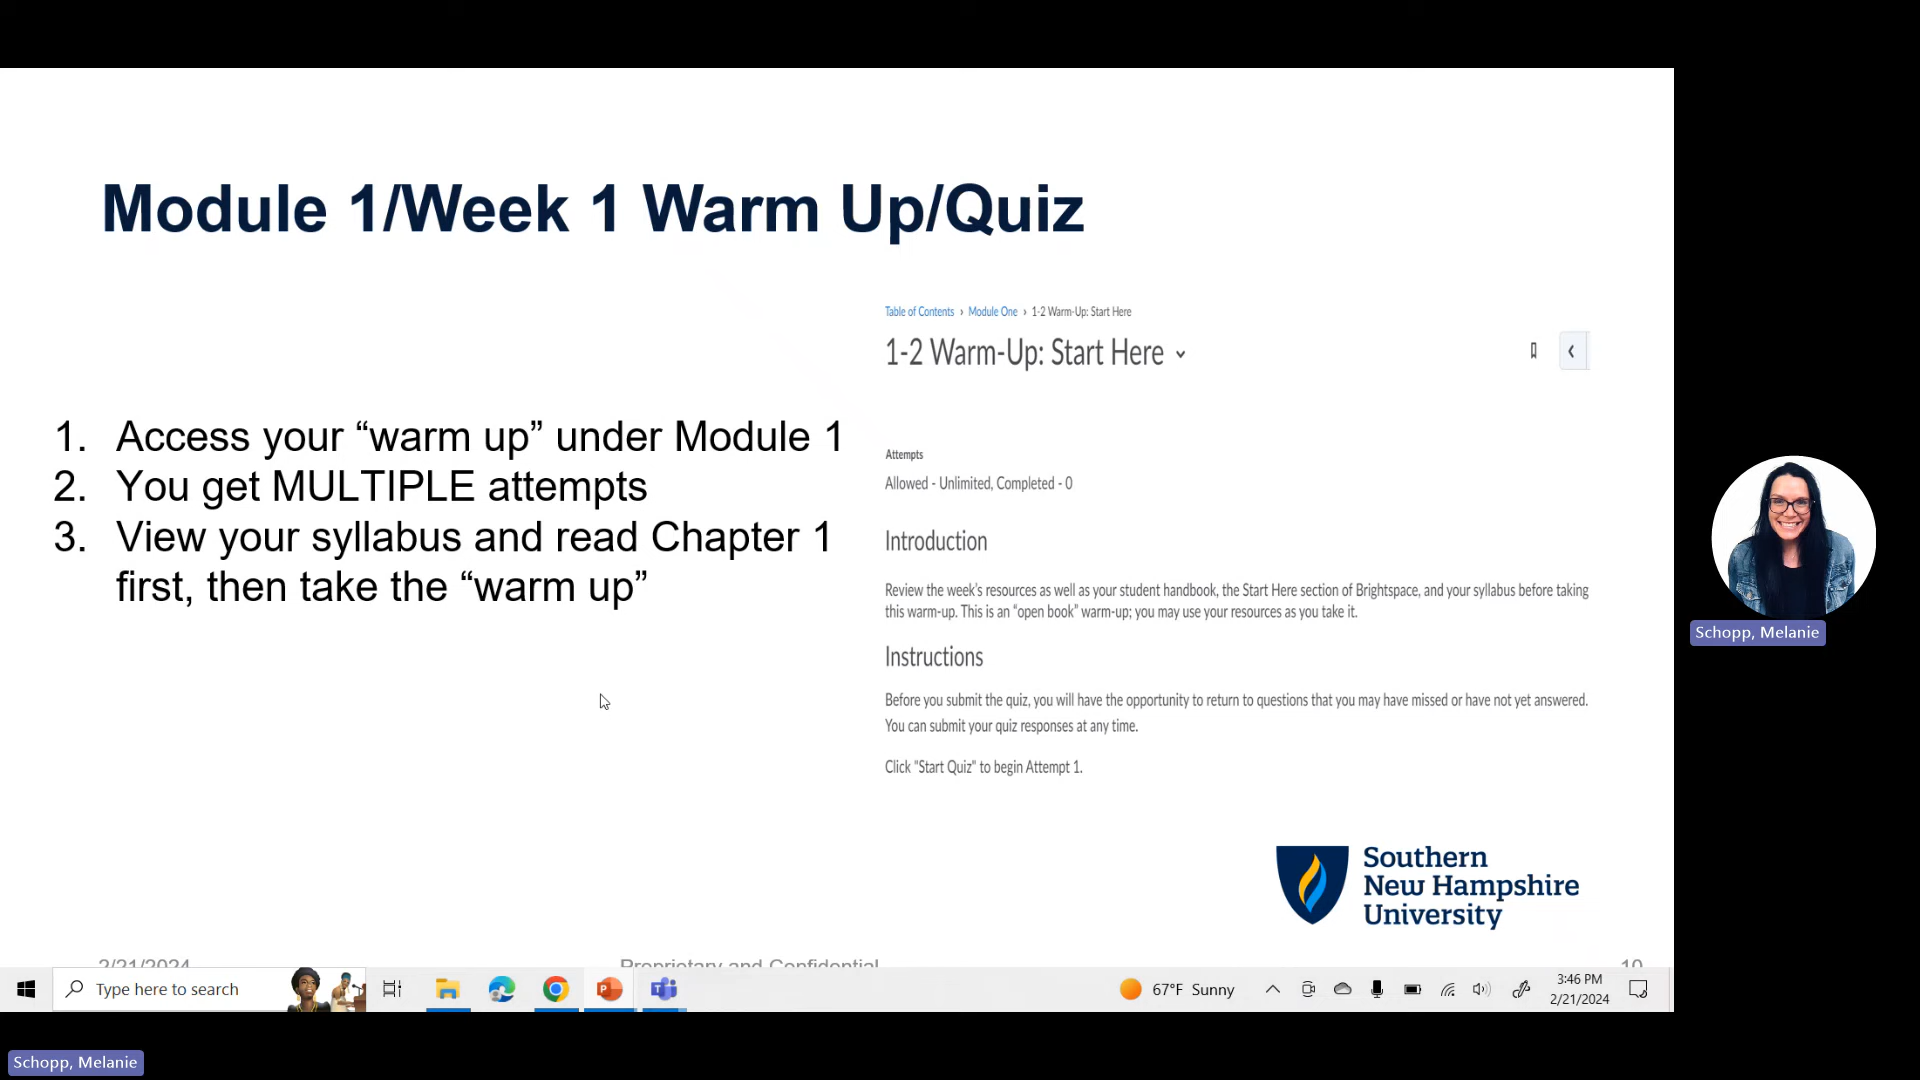 Module 1/Week 1 Warm Up/Quiz
1. Access your “warm up” under Module 1
2. You get MULTIPLE attempts
3. View your syllabus and read Chapter 1
first, then take the “warm up”
Table of Contents › Module One › 1-2 Warm-Up: Start Here
1-2 Warm-Up: Start Here
Attempts
Allowed - Unlimited, Completed - 0
Introduction
Review the week's resources as well as your student handbook, the Start Here section of Brightspace, and your syllabus before taking
this warm-up. This is an “open book” warm-up; you may use your resources as you take it.
Instructions
Before you submit the quiz, you will have the opportunity to return to questions that you may have missed or have not yet answered.
You can submit your quiz responses at any time.
Click "Start Quiz" to begin Attempt 1.
Southern
New Hampshire
University
2/21/2024 Proprietary and Confidential 10
Type here to search
67°F Sunny
3:46 PM
2/21/2024
Schopp, Melanie
Schopp, Melanie